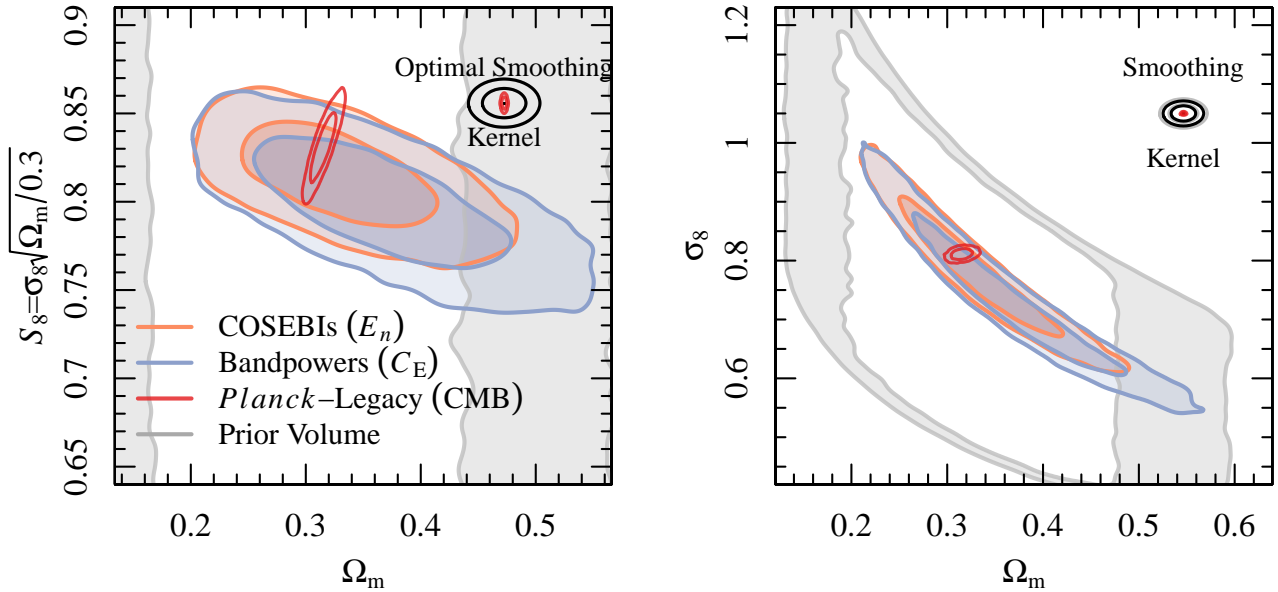 0.9
0.85
0.8
0.75
0.7
0.65
S₈=σ₈√Ωₘ/0.3
Optimal Smoothing
Kernel
COSEBIs (Eₙ)
Bandpowers (C_E)
Planck–Legacy (CMB)
Prior Volume
0.2 0.3 0.4 0.5
Ωₘ
1.2
1
0.8
0.6
σ₈
Smoothing
Kernel
0.2 0.3 0.4 0.5 0.6
Ωₘ